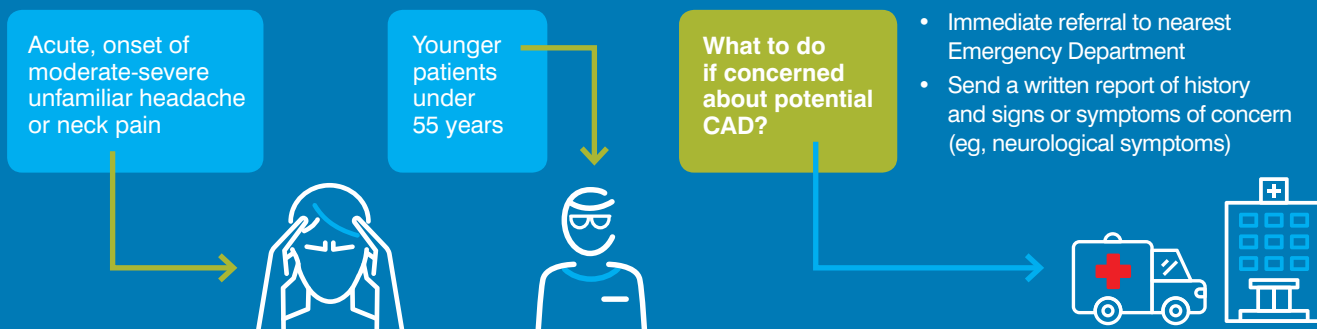 Acute, onset of
moderate-severe
unfamiliar headache
or neck pain
Younger
patients
under
55 years
What to do
if concerned
about potential
CAD?
• Immediate referral to nearest
Emergency Department
• Send a written report of history
and signs or symptoms of concern
(eg, neurological symptoms)